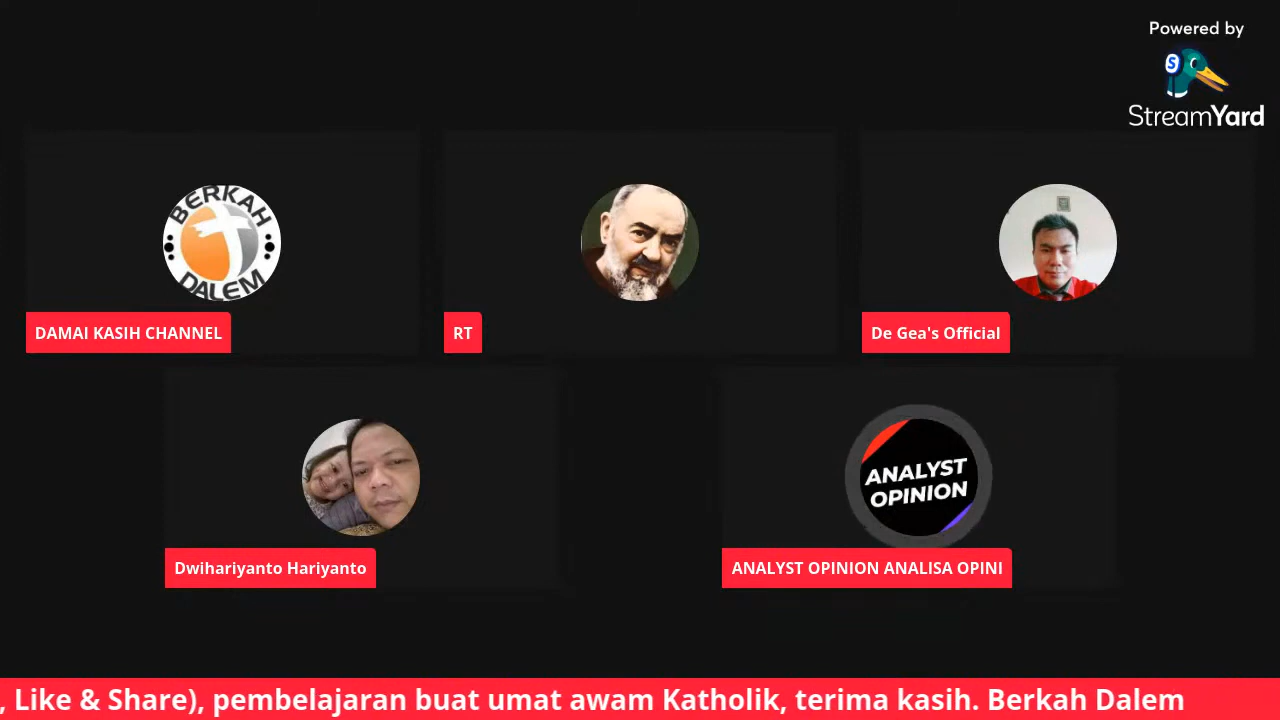 Powered by
S
StreamYard
BERKAH
DALEM
DAMAI KASIH CHANNEL
RT
De Gea's Official
ANALYST
OPINION
Dwihariyanto Hariyanto
ANALYST OPINION ANALISA OPINI
, Like & Share), pembelajaran buat umat awam Katholik, terima kasih. Berkah Dalem